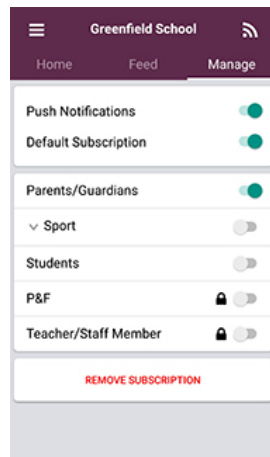 Greenfield School
Home Feed Manage
Push Notifications
Default Subscription
Parents/Guardians
Sport
Students
P&F
Teacher/Staff Member
REMOVE SUBSCRIPTION